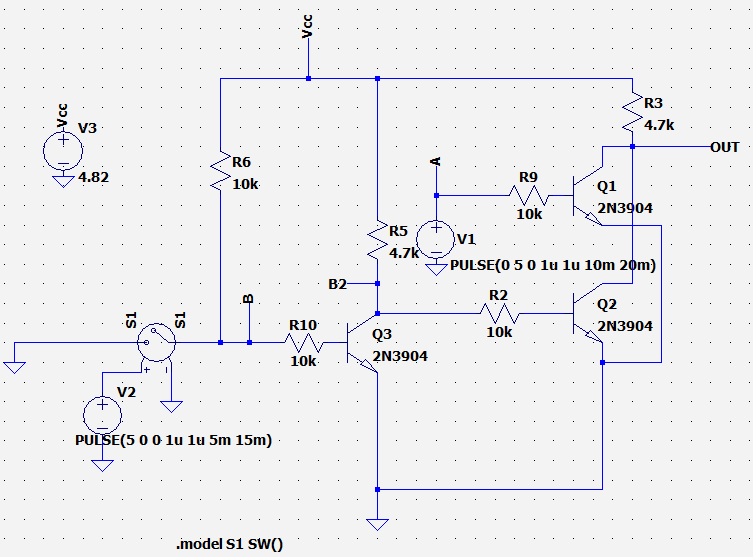 Vcc
Vcc
V3
4.82
R3
4.7k
OUT
R6
10k
A
R9
10k
Q1
2N3904
R5
4.7k
V1
PULSE(0 5 0 1u 1u 10m 20m)
B2
B
R2
10k
Q2
2N3904
S1
S1
R10
10k
Q3
2N3904
V2
PULSE(5 0 0 1u 1u 5m 15m)
.model S1 SW()